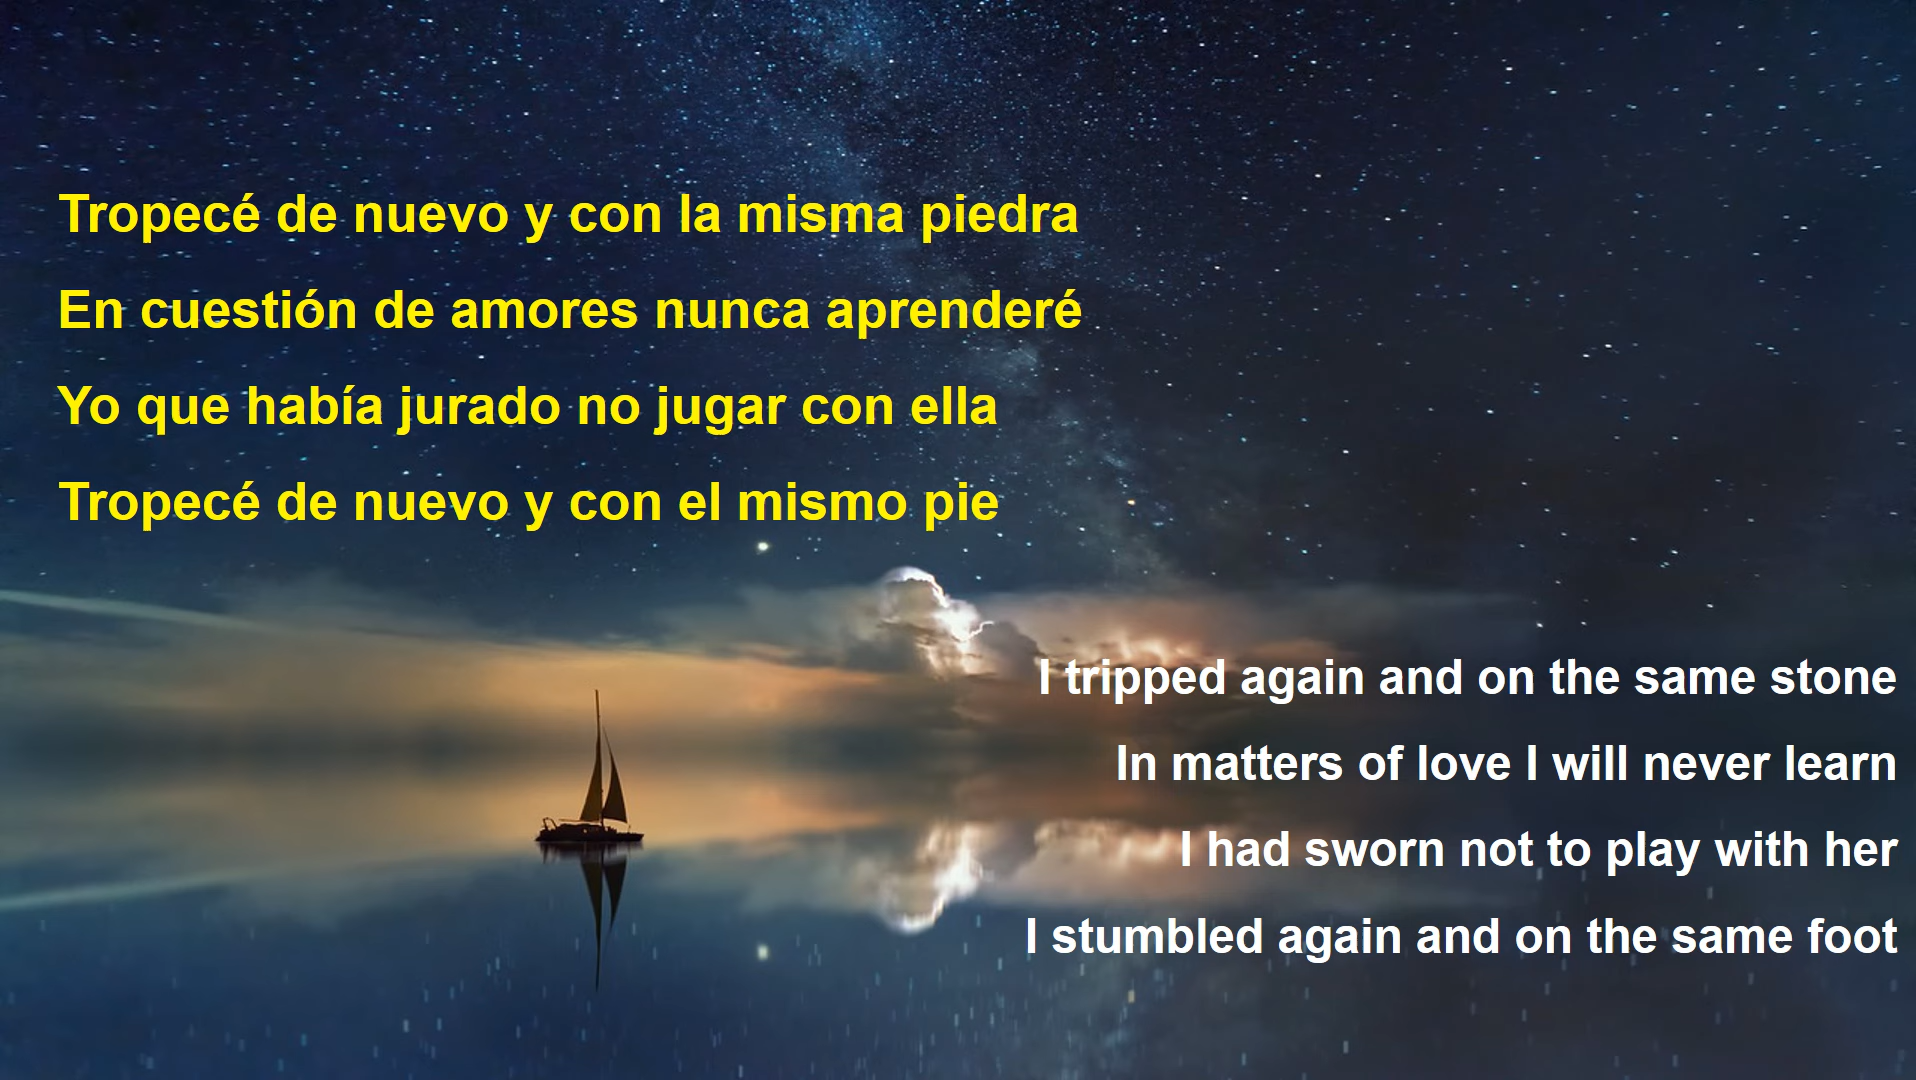 Tropecé de nuevo y con la misma piedra
En cuestión de amores nunca aprenderé
Yo que había jurado no jugar con ella
Tropecé de nuevo y con el mismo pie
I tripped again and on the same stone
In matters of love I will never learn
I had sworn not to play with her
I stumbled again and on the same foot